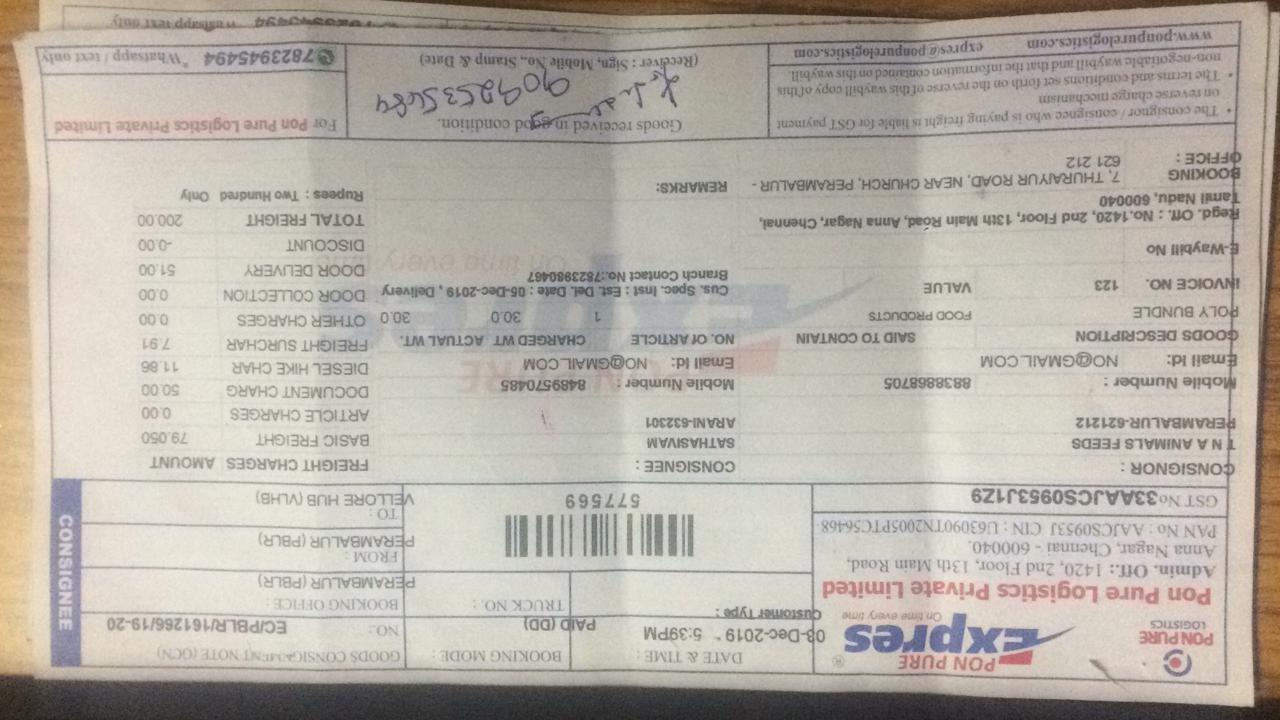 PON PURE
LOGISTICS
PON PURE
Expres
®
On time every time
Pon Pure Logistics Private Limited
Admin. Off.: 1420, 2nd Floor, 13th Main Road,
Anna Nagar, Chennai - 600040.
PAN No : AAJCS0953J CIN : U63090TN2005PTC56468
GST No 33AAJCS0953J1Z9
DATE & TIME :
03-Dec-2019 5:39PM
Customer Type :
BOOKING MODE :
PAID (DD)
TRUCK NO. :
577569
GOODS CONSIGNMENT NOTE (GCN)
NO.:
EC/PBLR/161266/19-20
BOOKING OFFICE :
PERAMBALUR (PBLR)
FROM :
PERAMBALUR (PBLR)
TO :
VELLORE HUB (VLHB)
CONSIGNEE
CONSIGNOR :
T N A ANIMALS FEEDS
PERAMBALUR-621212
Mobile Number : 8838868705
Email Id: NO@GMAIL.COM
CONSIGNEE :
SATHASIVAM
ARANI-632301
Mobile Number : 8489570485
Email Id: NO@GMAIL.COM
GOODS DESCRIPTION SAID TO CONTAIN NO. Of ARTICLE CHARGED WT ACTUAL WT.
POLY BUNDLE FOOD PRODUCTS 1 30.0 30.0
INVOICE NO. 123 VALUE
Cus. Spec. Inst : Est. Del. Date : 05-Dec-2019 , Delivery
Branch Contact No.:7823980467
E-Waybill No
Regd. Off. : No.1420, 2nd Floor, 13th Main Road, Anna Nagar, Chennai,
Tamil Nadu, 600040
BOOKING OFFICE : 7, THURAIYUR ROAD, NEAR CHURCH, PERAMBALUR -
621 212
REMARKS:
FREIGHT CHARGES AMOUNT
BASIC FREIGHT 79.050
ARTICLE CHARGES 0.00
DOCUMENT CHARG 50.00
DIESEL HIKE CHAR 11.86
FREIGHT SURCHAR 7.91
OTHER CHARGES 0.00
DOOR COLLECTION 0.00
DOOR DELIVERY 51.00
DISCOUNT -0.00
TOTAL FREIGHT 200.00
Rupees : Two Hundred Only
• The consignor / consignee who is paying freight is liable for GST payment
on reverse charge mechanism
• The terms and conditions set forth on the reverse of this waybill copy of this
non-negotiable waybill and that the information contained on this waybill.
www.ponpurelogistics.com expres@ponpurelogistics.com
Goods received in good condition.
9092535684
(Receiver : Sign, Mobile No., Stamp & Date)
For Pon Pure Logistics Private Limited
7823945494 *Whatsapp / text only